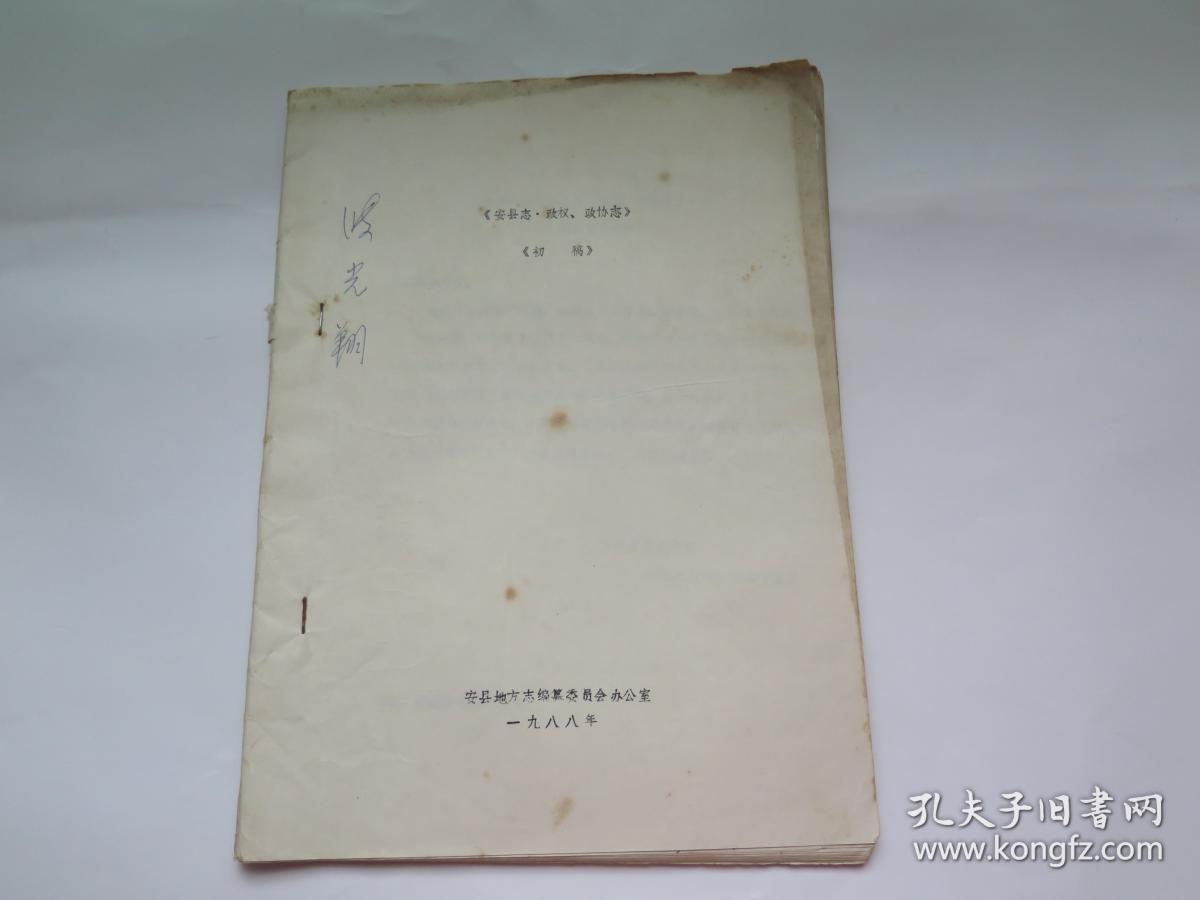 《安县志·政权、政协志》
《初　稿》
光
翔
安县地方志编纂委员会办公室
一九八八年
孔夫子旧书网
www.kongfz.com